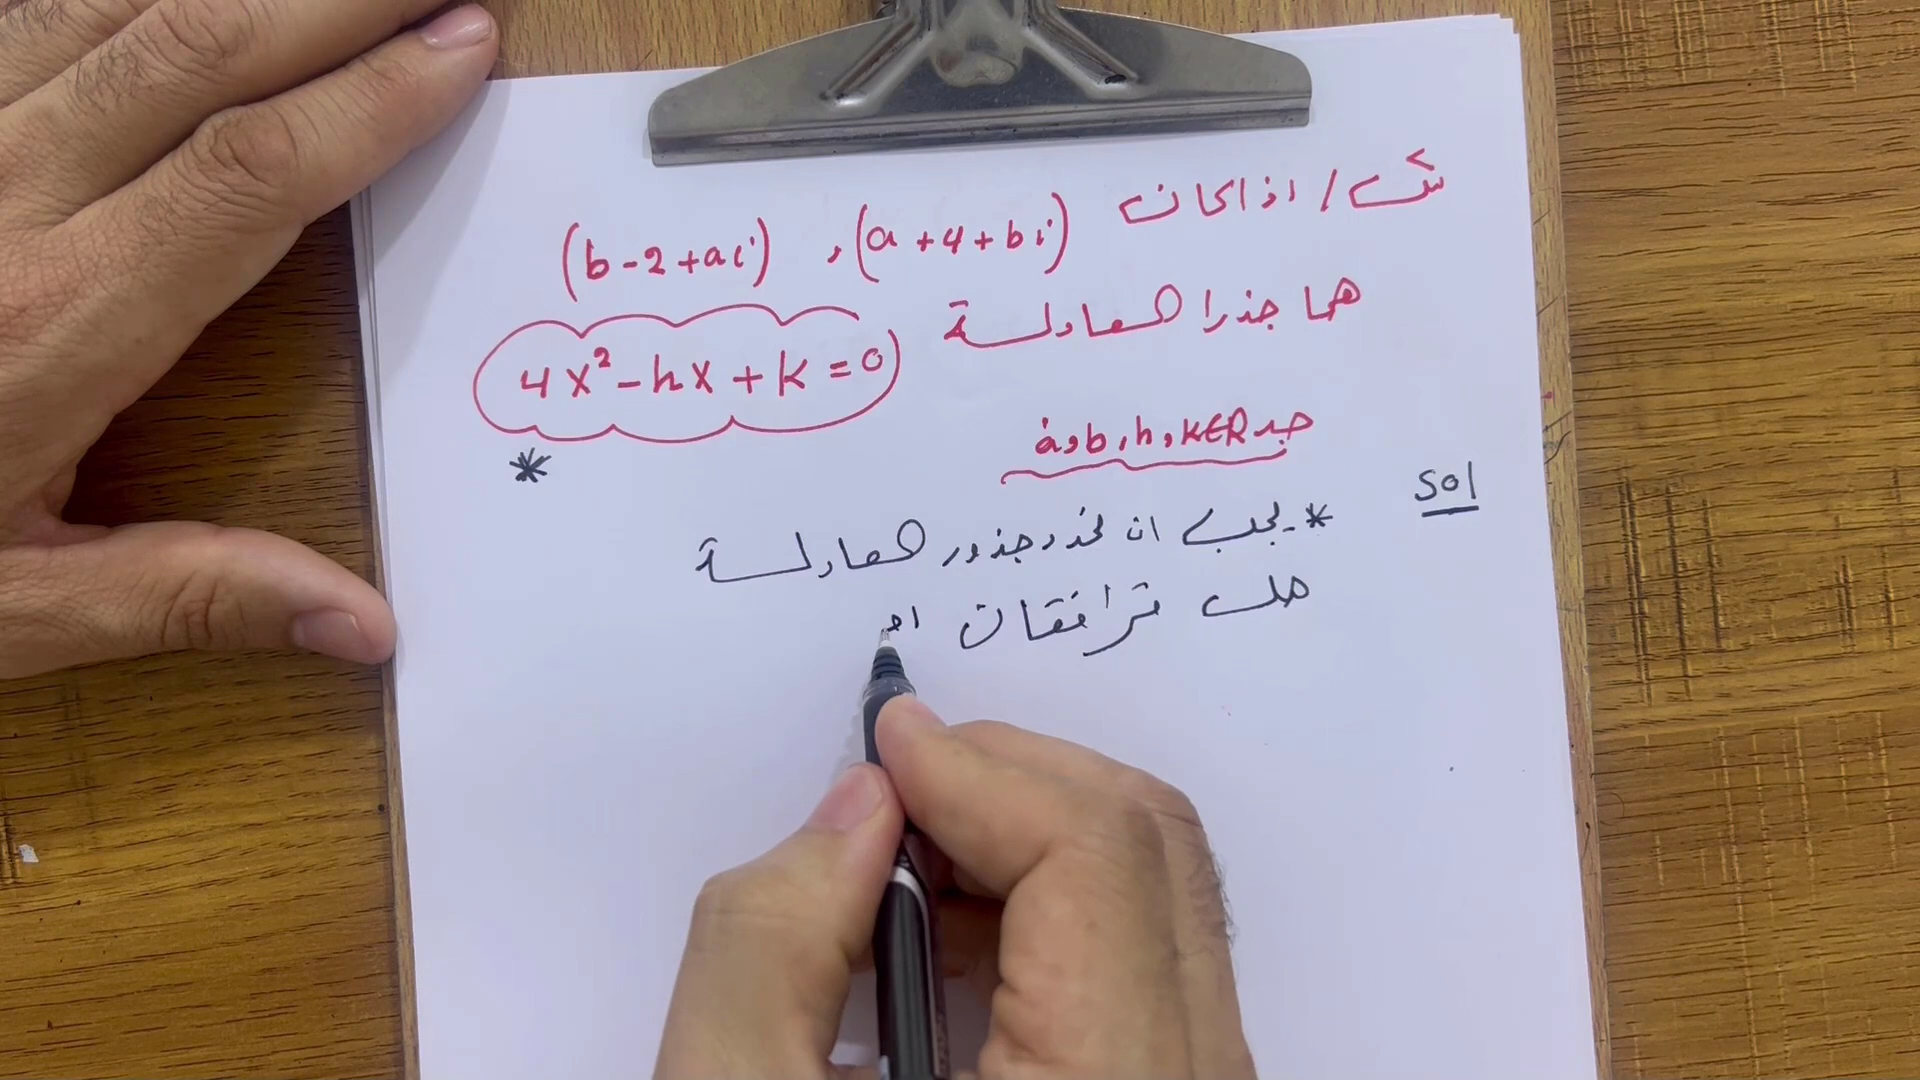 س / اذا كان (a+4+bi) , (b-2+ai)
هما جذرا المعادلة 4x²-hx+k=0
جد a,b,h,k∈R
*
Sol
*- يجب ان نحدد جذور المعادلة
هل مترافقان ام